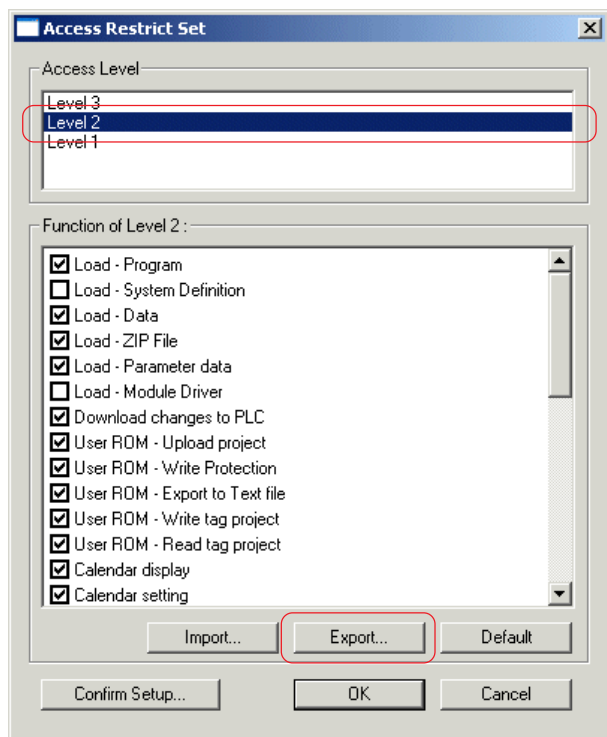 Access Restrict Set
Access Level
Level 3
Level 2
Level 1
Function of Level 2 :
Load - Program
Load - System Definition
Load - Data
Load - ZIP File
Load - Parameter data
Load - Module Driver
Download changes to PLC
User ROM - Upload project
User ROM - Write Protection
User ROM - Export to Text file
User ROM - Write tag project
User ROM - Read tag project
Calendar display
Calendar setting
Import... Export... Default
Confirm Setup... OK Cancel